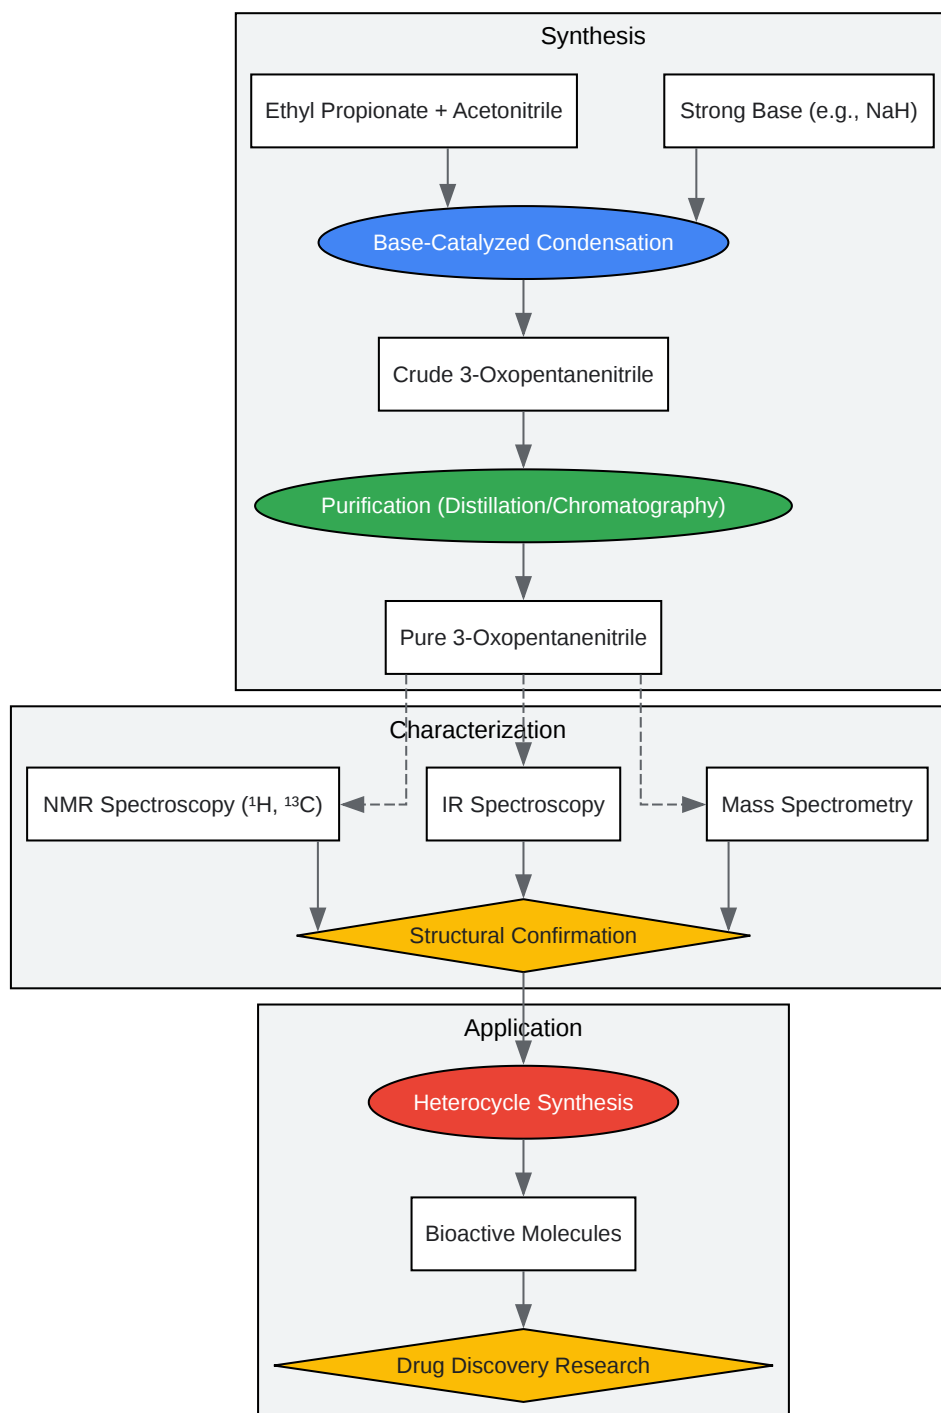 Synthesis
Ethyl Propionate + Acetonitrile
Strong Base (e.g., NaH)
Base-Catalyzed Condensation
Crude 3-Oxopentanenitrile
Purification (Distillation/Chromatography)
Pure 3-Oxopentanenitrile
Characterization
NMR Spectroscopy (¹H, ¹³C)
IR Spectroscopy
Mass Spectrometry
Structural Confirmation
Application
Heterocycle Synthesis
Bioactive Molecules
Drug Discovery Research